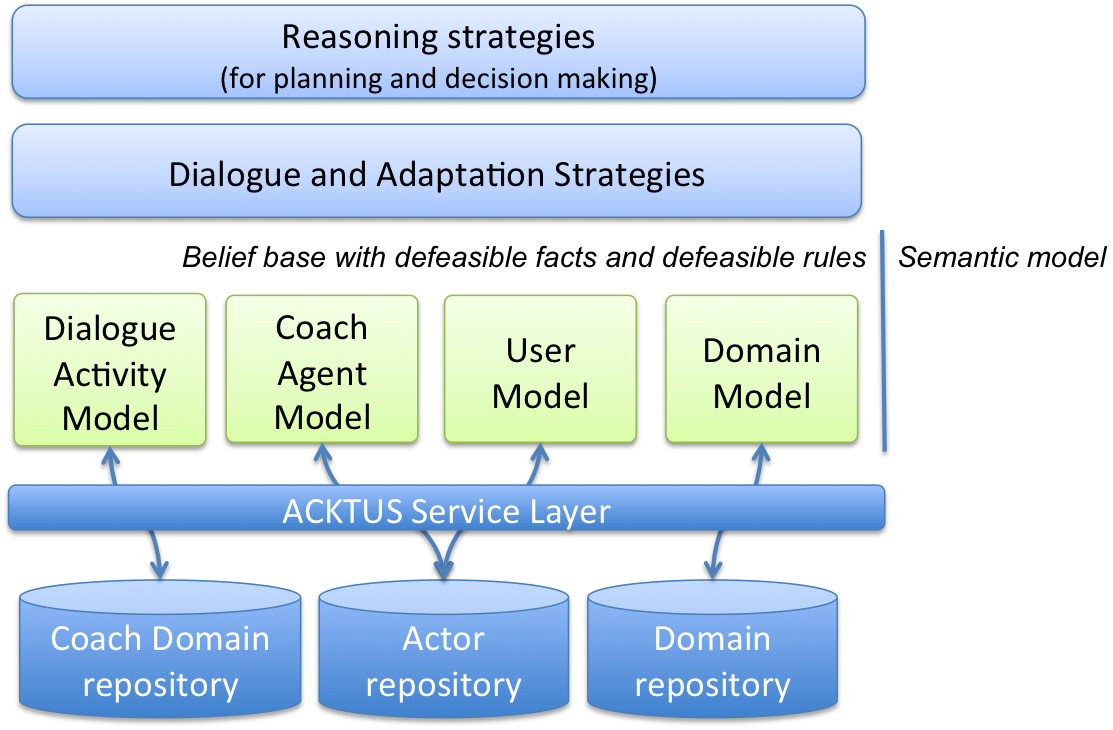 Reasoning strategies
(for planning and decision making)
Dialogue and Adaptation Strategies
Belief base with defeasible facts and defeasible rules
Semantic model
Dialogue
Activity
Model
Coach
Agent
Model
User
Model
Domain
Model
ACKTUS Service Layer
Coach Domain
repository
Actor
repository
Domain
repository